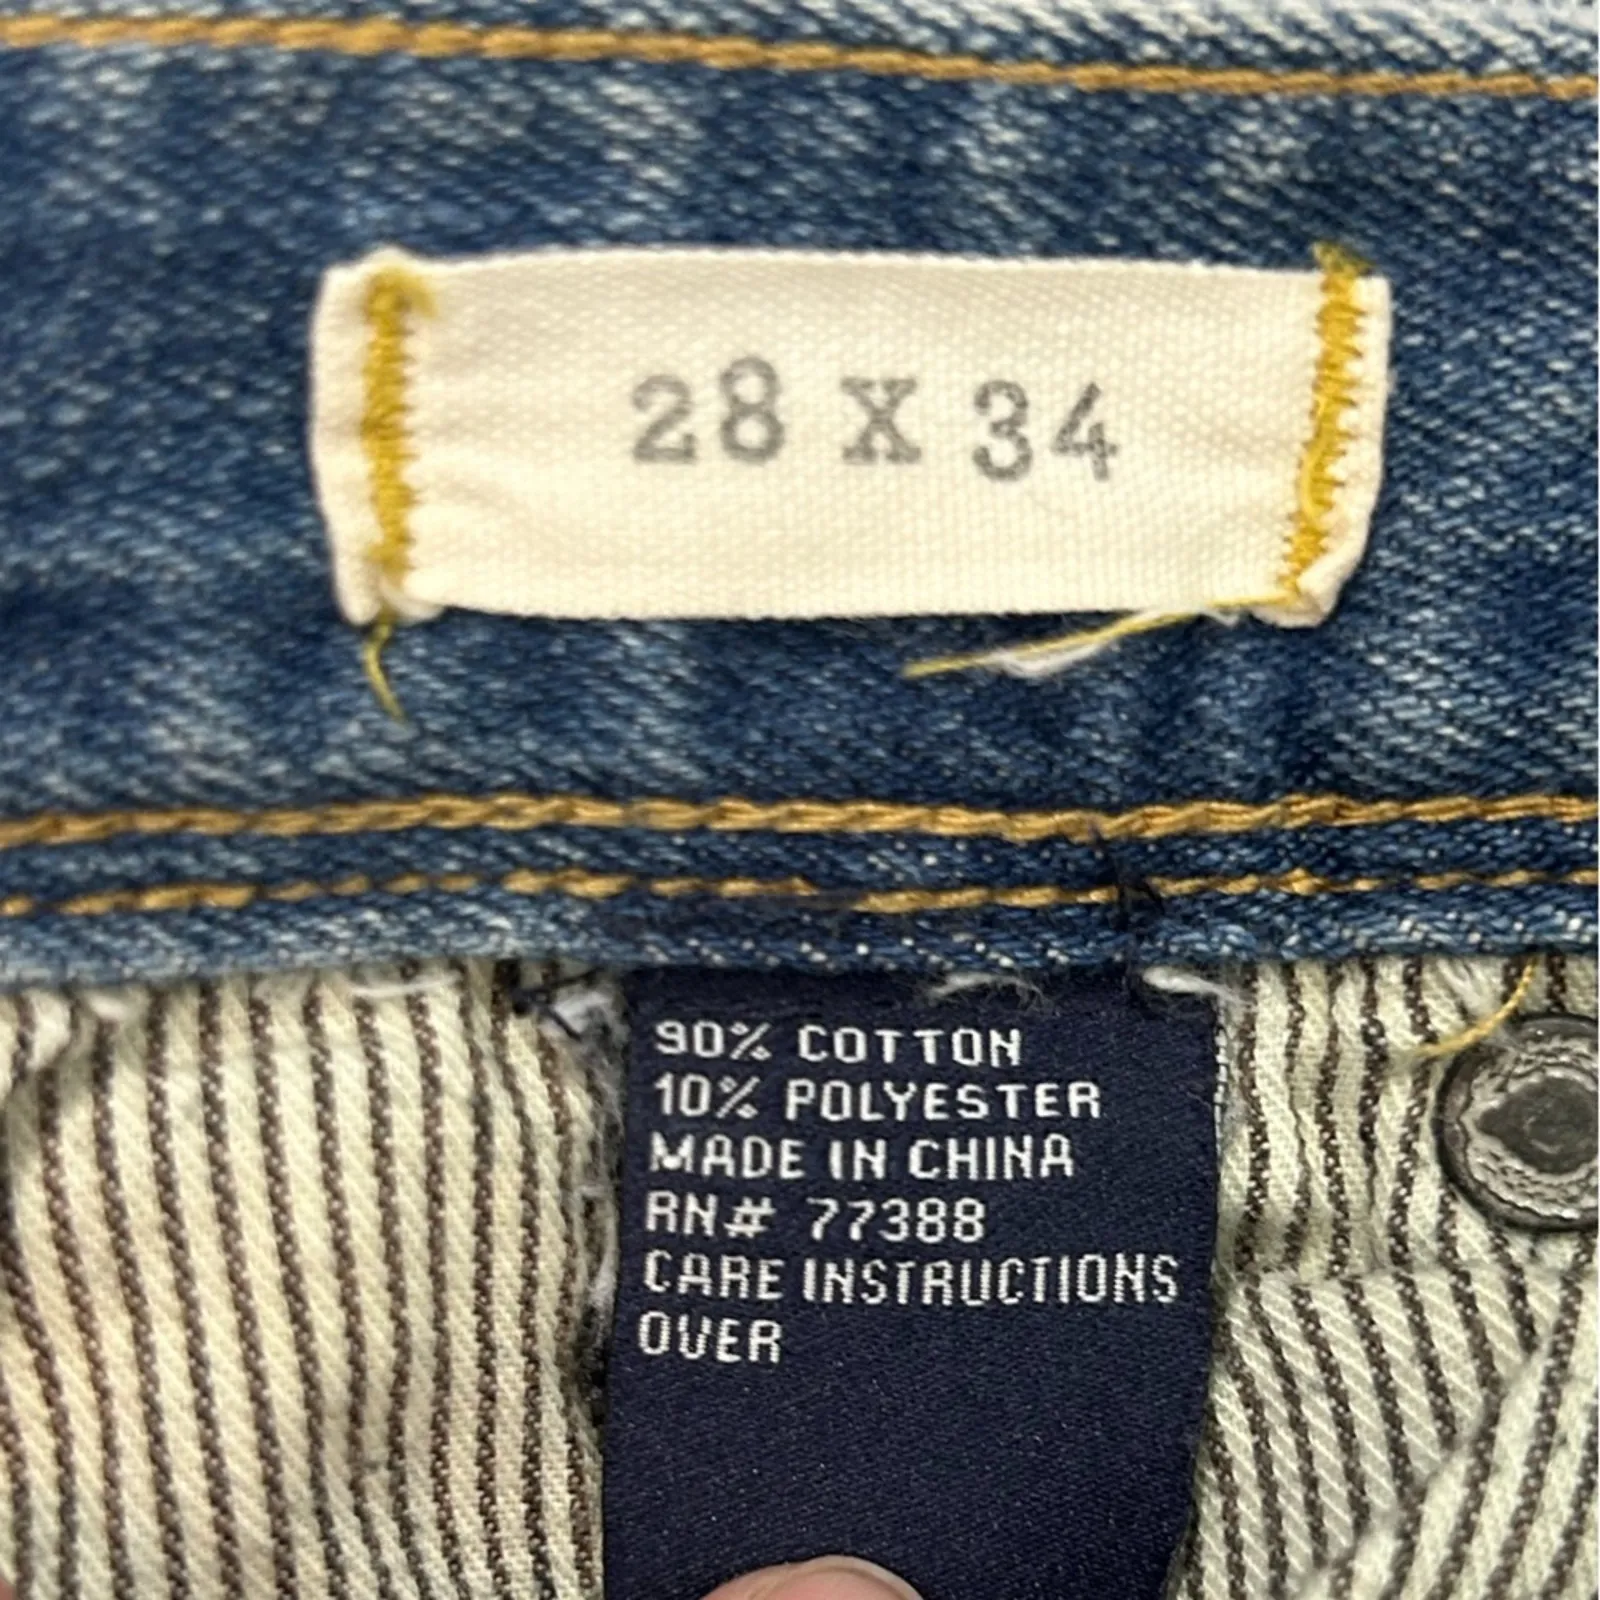 28 X 34
90% COTTON
10% POLYESTER
MADE IN CHINA
RN# 77388
CARE INSTRUCTIONS
OVER